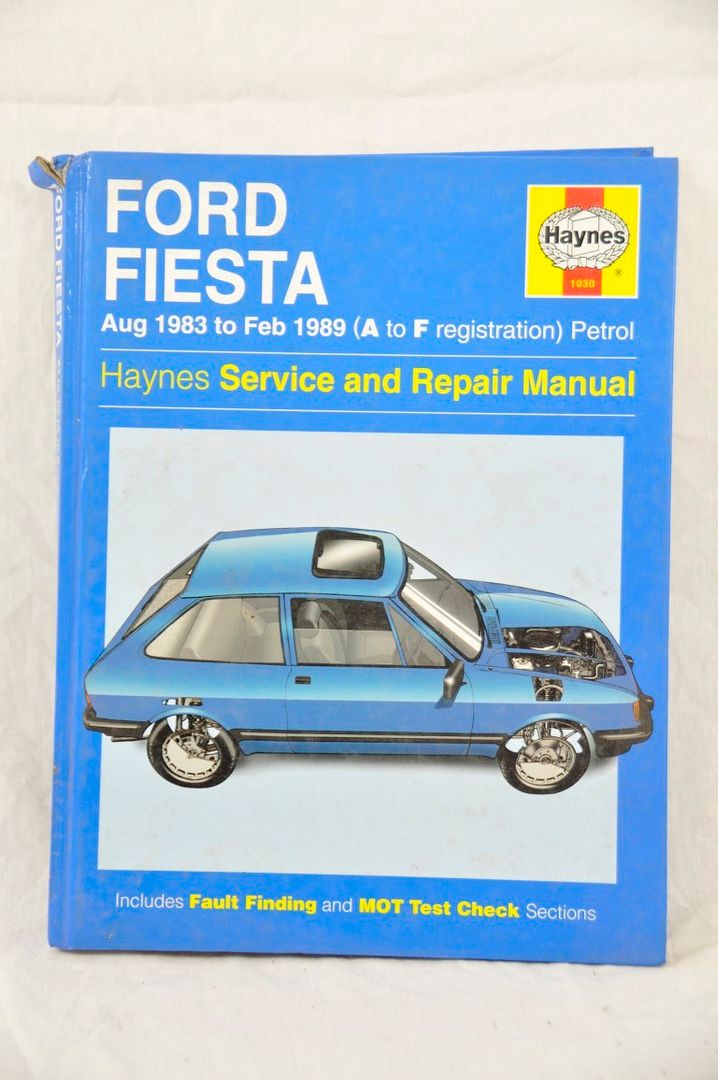 FORD
FIESTA
Haynes
®
1030
Aug 1983 to Feb 1989 (A to F registration) Petrol
Haynes Service and Repair Manual
Includes Fault Finding and MOT Test Check Sections
FORD FIESTA